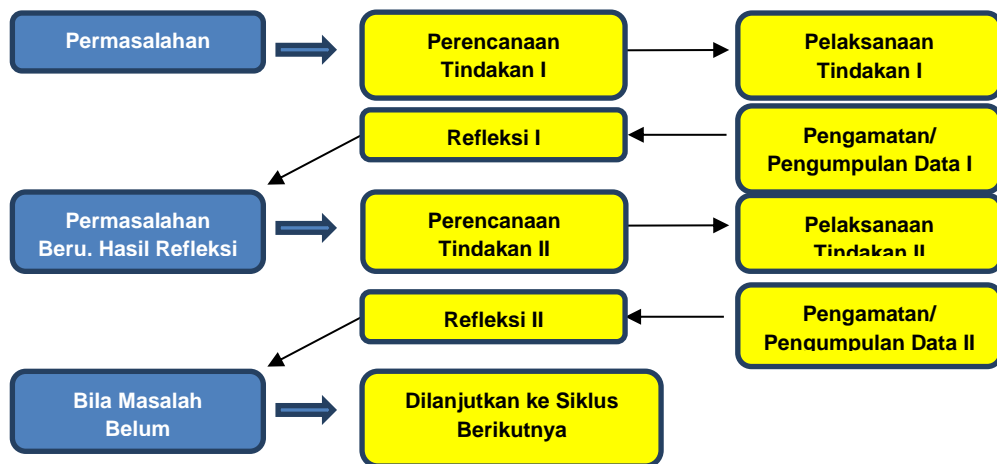 Permasalahan
Perencanaan
Tindakan I
Pelaksanaan
Tindakan I
Refleksi I
Pengamatan/
Pengumpulan Data I
Permasalahan
Beru. Hasil Refleksi
Perencanaan
Tindakan II
Pelaksanaan
Tindakan II
Refleksi II
Pengamatan/
Pengumpulan Data II
Bila Masalah
Belum
Dilanjutkan ke Siklus
Berikutnya